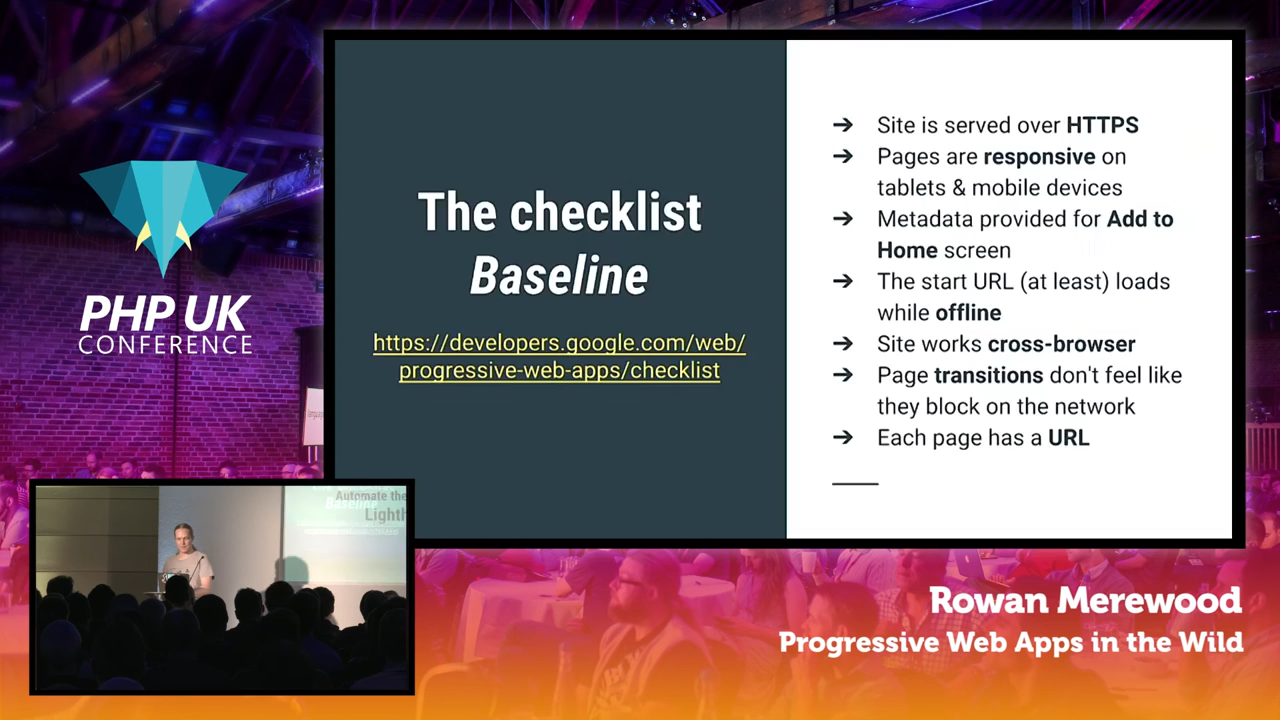 PHP UK
CONFERENCE
The checklist
Baseline
https://developers.google.com/web/
progressive-web-apps/checklist
➔ Site is served over HTTPS
➔ Pages are responsive on
tablets & mobile devices
➔ Metadata provided for Add to
Home screen
➔ The start URL (at least) loads
while offline
➔ Site works cross-browser
➔ Page transitions don't feel like
they block on the network
➔ Each page has a URL
Automate the
Baseline
Lighth
Rowan Merewood
Progressive Web Apps in the Wild